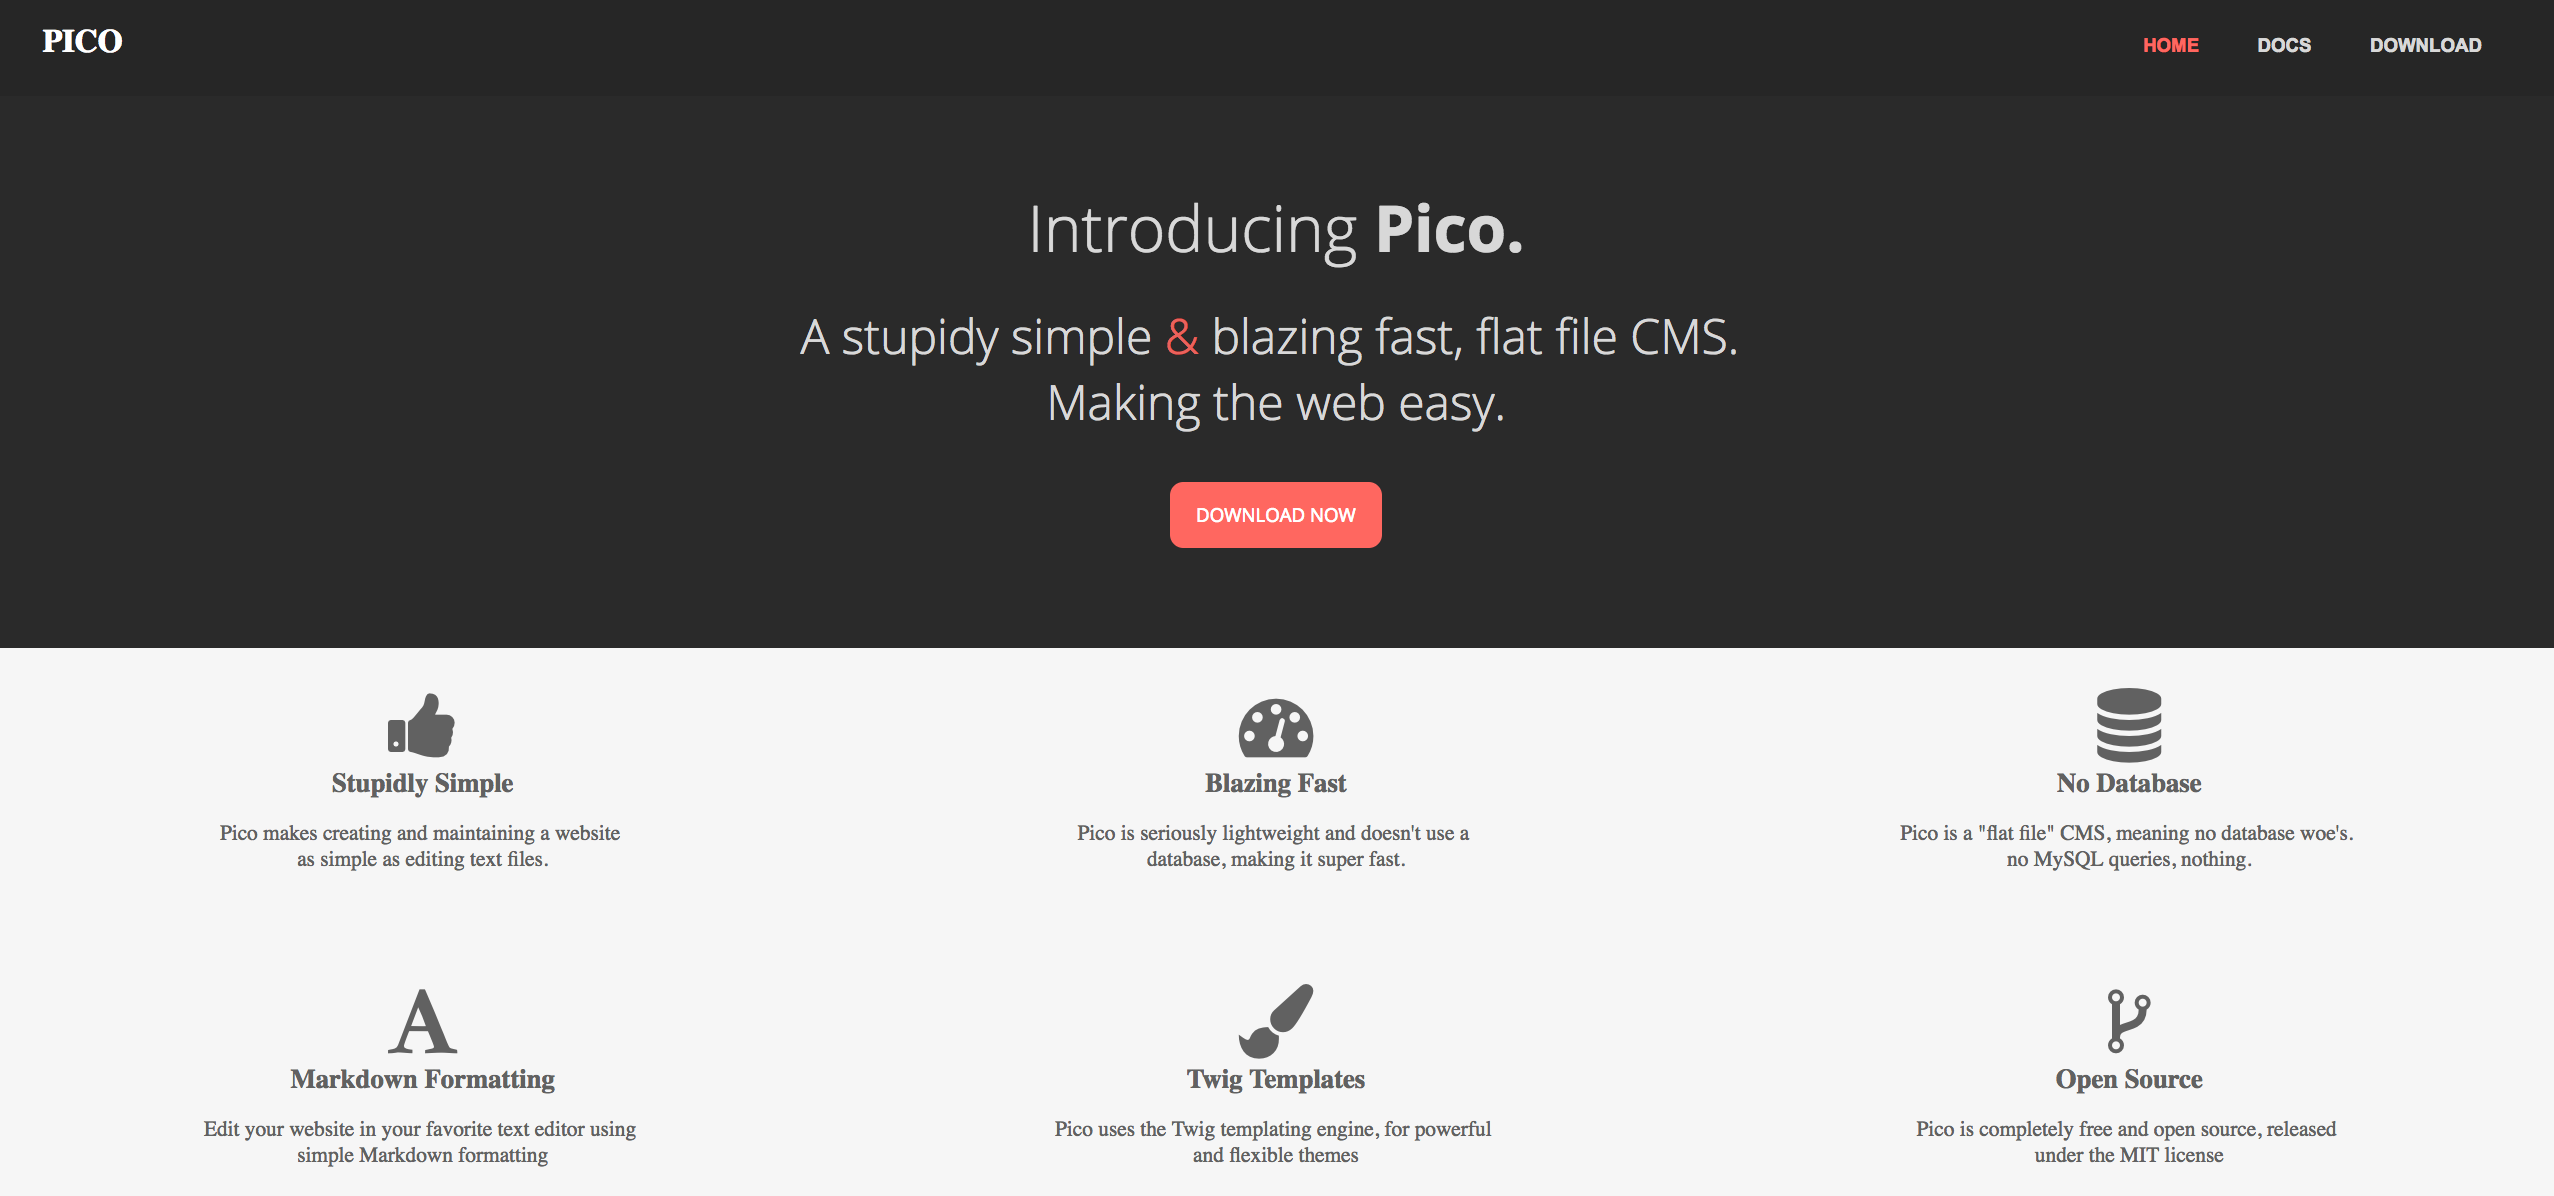 PICO
HOME DOCS DOWNLOAD
Introducing Pico.
A stupidy simple & blazing fast, flat file CMS.
Making the web easy.
DOWNLOAD NOW
Stupidly Simple
Pico makes creating and maintaining a website
as simple as editing text files.
Blazing Fast
Pico is seriously lightweight and doesn't use a
database, making it super fast.
No Database
Pico is a "flat file" CMS, meaning no database woe's.
no MySQL queries, nothing.
Markdown Formatting
Edit your website in your favorite text editor using
simple Markdown formatting
Twig Templates
Pico uses the Twig templating engine, for powerful
and flexible themes
Open Source
Pico is completely free and open source, released
under the MIT license